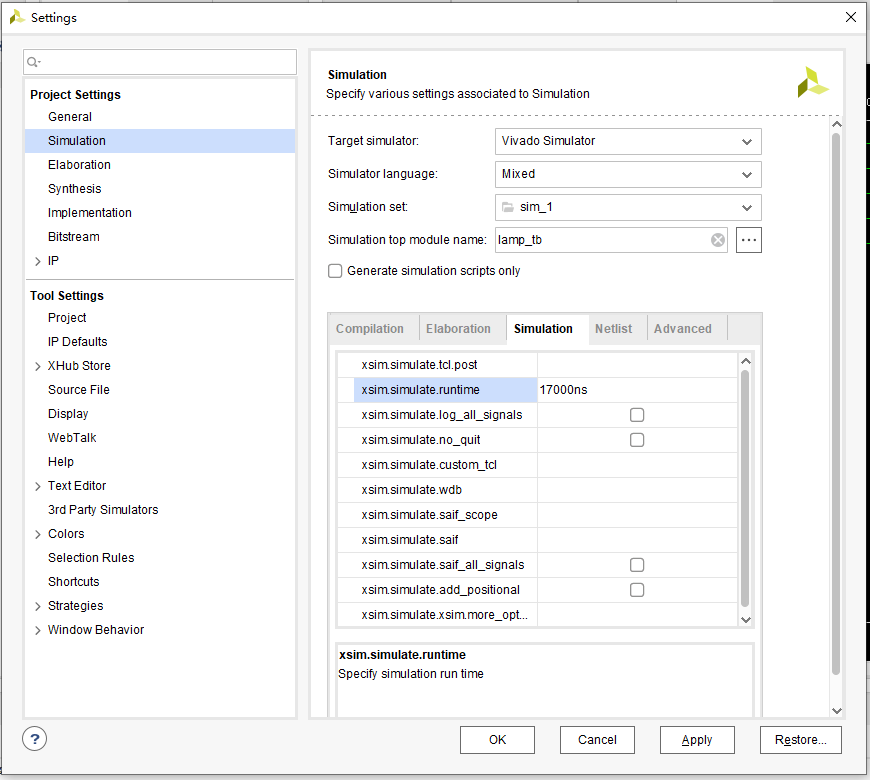 Settings
Project Settings
General
Simulation
Elaboration
Synthesis
Implementation
Bitstream
IP
Tool Settings
Project
IP Defaults
XHub Store
Source File
Display
WebTalk
Help
Text Editor
3rd Party Simulators
Colors
Selection Rules
Shortcuts
Strategies
Window Behavior
Simulation
Specify various settings associated to Simulation
Target simulator: Vivado Simulator
Simulator language: Mixed
Simulation set: sim_1
Simulation top module name: lamp_tb ...
Generate simulation scripts only
Compilation Elaboration Simulation Netlist Advanced
xsim.simulate.tcl.post
xsim.simulate.runtime 17000ns
xsim.simulate.log_all_signals
xsim.simulate.no_quit
xsim.simulate.custom_tcl
xsim.simulate.wdb
xsim.simulate.saif_scope
xsim.simulate.saif
xsim.simulate.saif_all_signals
xsim.simulate.add_positional
xsim.simulate.xsim.more_opt...
xsim.simulate.runtime
Specify simulation run time
? OK Cancel Apply Restore...